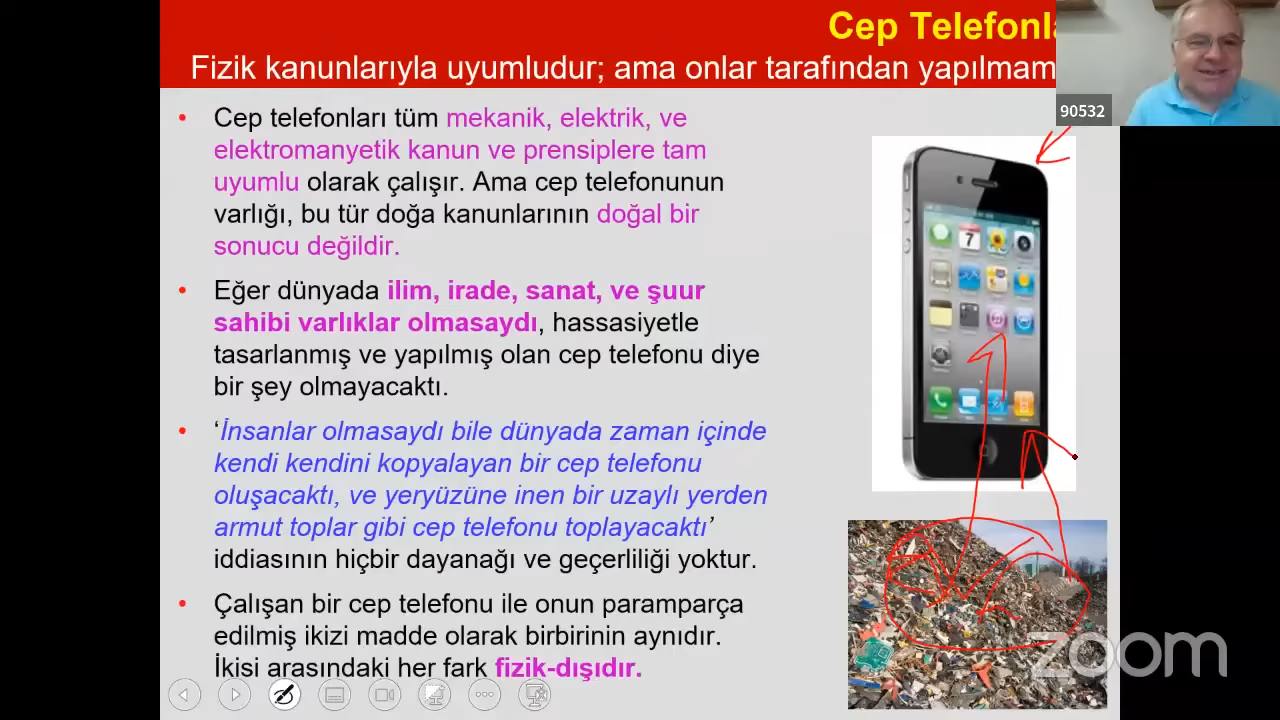 Cep Telefonla
Fizik kanunlarıyla uyumludur; ama onlar tarafından yapılmam
90532
• Cep telefonları tüm mekanik, elektrik, ve
elektromanyetik kanun ve prensiplere tam
uyumlu olarak çalışır. Ama cep telefonunun
varlığı, bu tür doğa kanunlarının doğal bir
sonucu değildir.
• Eğer dünyada ilim, irade, sanat, ve şuur
sahibi varlıklar olmasaydı, hassasiyetle
tasarlanmış ve yapılmış olan cep telefonu diye
bir şey olmayacaktı.
• ‘İnsanlar olmasaydı bile dünyada zaman içinde
kendi kendini kopyalayan bir cep telefonu
oluşacaktı, ve yeryüzüne inen bir uzaylı yerden
armut toplar gibi cep telefonu toplayacaktı’
iddiasının hiçbir dayanağı ve geçerliliği yoktur.
• Çalışan bir cep telefonu ile onun paramparça
edilmiş ikizi madde olarak birbirinin aynıdır.
İkisi arasındaki her fark fizik-dışıdır.
7
zoom